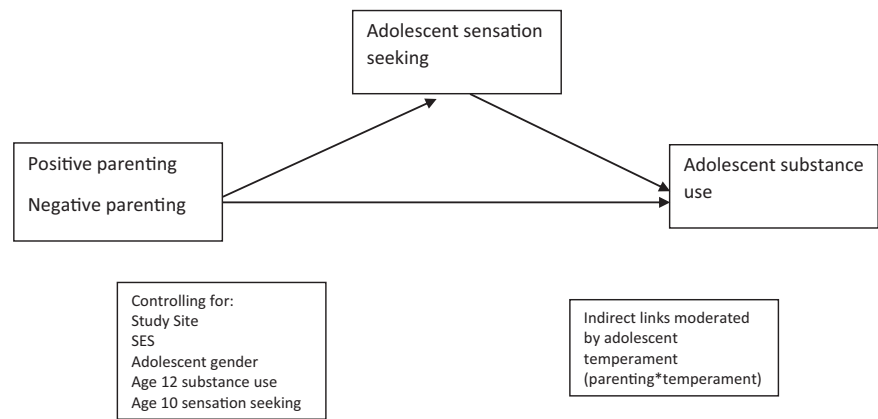 Adolescent sensation
seeking
Positive parenting
Negative parenting
Adolescent substance
use
Controlling for:
Study Site
SES
Adolescent gender
Age 12 substance use
Age 10 sensation seeking
Indirect links moderated
by adolescent
temperament
(parenting*temperament)